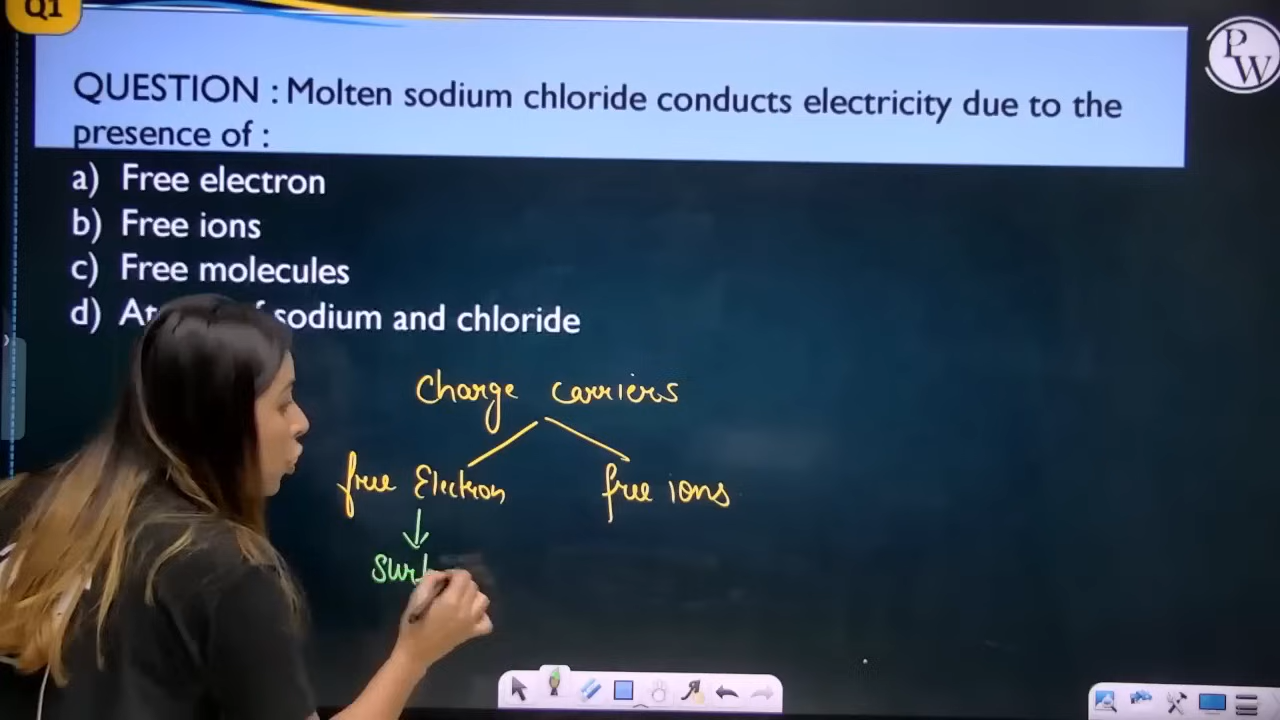 Q1
PW
QUESTION : Molten sodium chloride conducts electricity due to the
presence of :
a) Free electron
b) Free ions
c) Free molecules
d) At sodium and chloride
Charge carriers
free Electron free ions